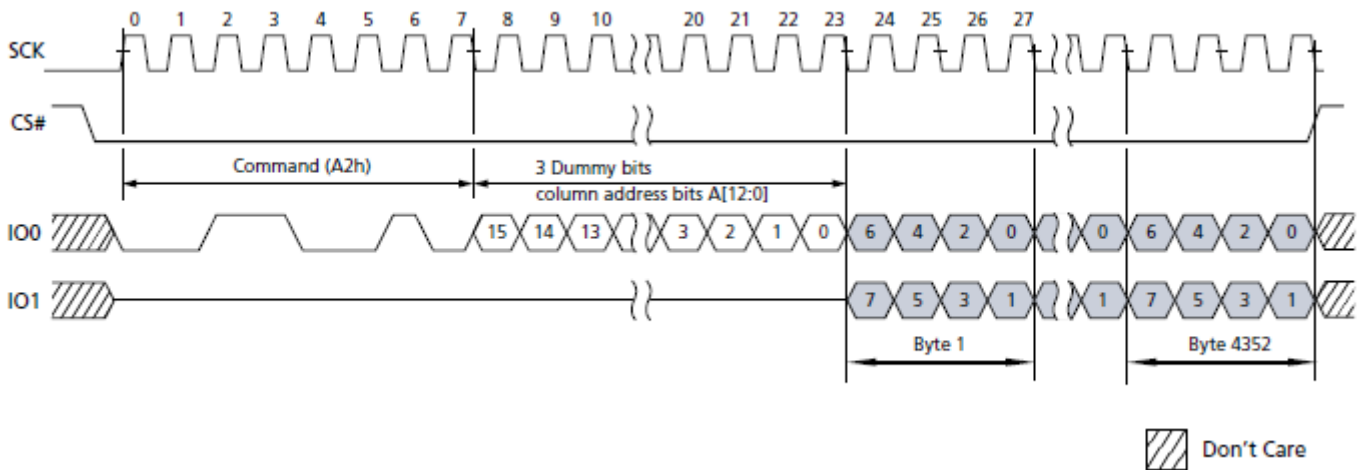 0 1 2 3 4 5 6 7 8 9 10 20 21 22 23 24 25 26 27
SCK
CS#
Command (A2h)
3 Dummy bits
column address bits A[12:0]
IO0 15 14 13 3 2 1 0 6 4 2 0 0 6 4 2 0
IO1 7 5 3 1 1 7 5 3 1
Byte 1 Byte 4352
Don't Care